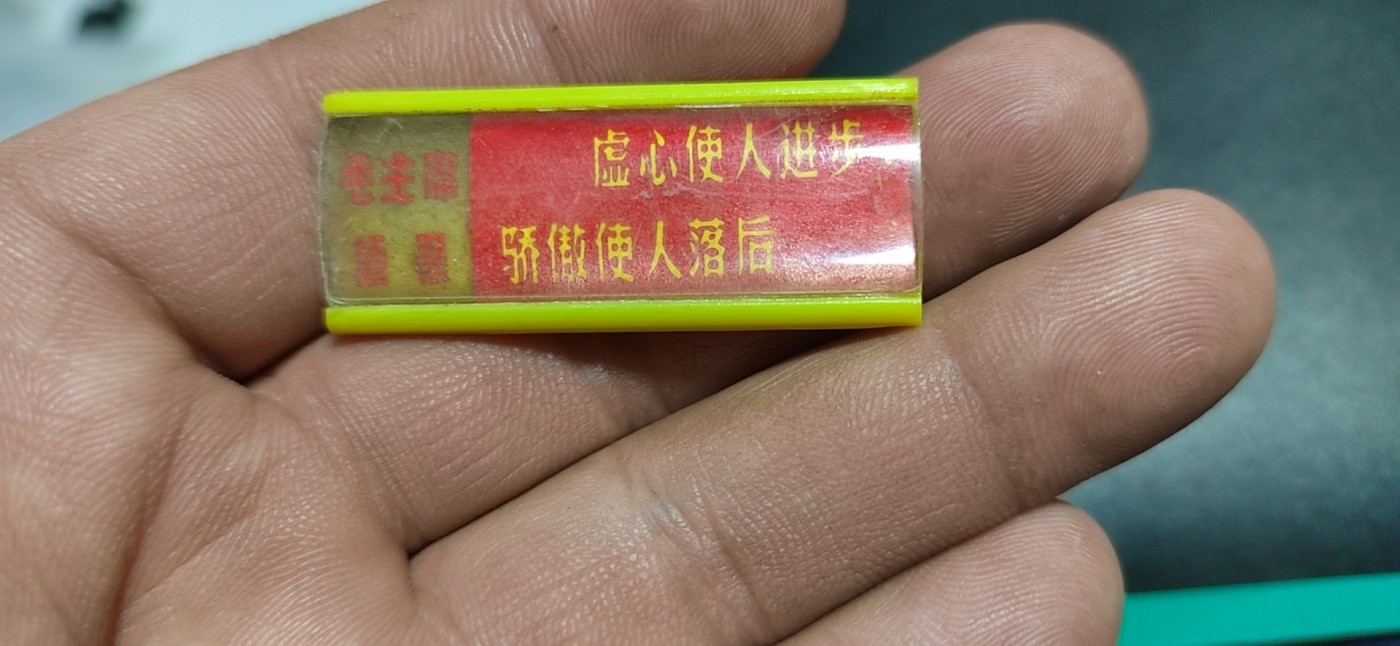 毛主席
语录
虚心使人进步，
骄傲使人落后